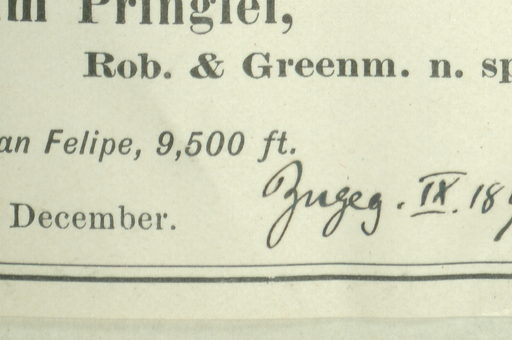 Pringlei,
Rob. & Greenm. n. sp
an Felipe, 9,500 ft.
Zugeg. IX. 18
December.